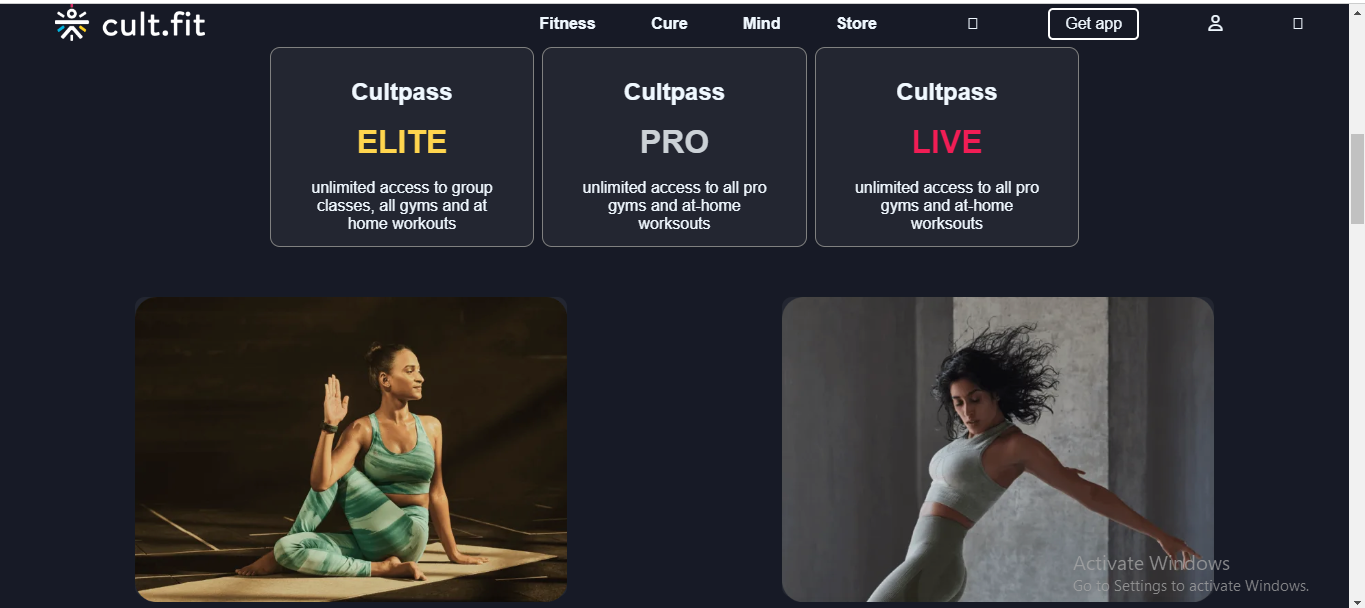 cult.fit Fitness Cure Mind Store Get app
Cultpass
ELITE
unlimited access to group
classes, all gyms and at
home workouts
Cultpass
PRO
unlimited access to all pro
gyms and at-home
worksouts
Cultpass
LIVE
unlimited access to all pro
gyms and at-home
worksouts
Activate Windows
Go to Settings to activate Windows.